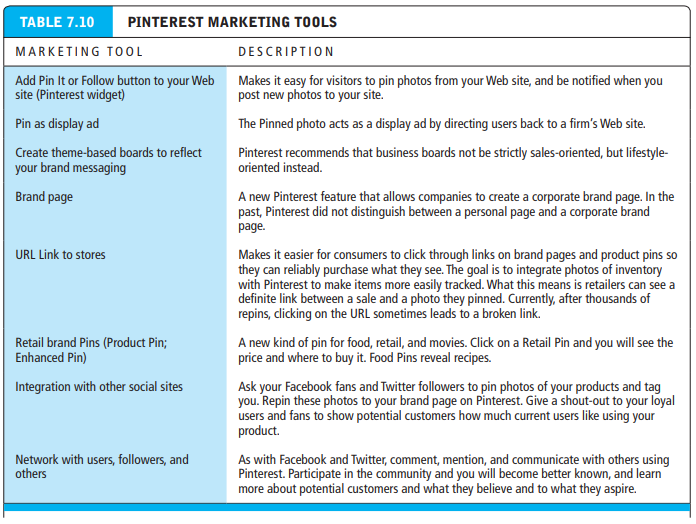 TABLE 7.10 PINTEREST MARKETING TOOLS
MARKETING TOOL DESCRIPTION
Add Pin It or Follow button to your Web
site (Pinterest widget)
Makes it easy for visitors to pin photos from your Web site, and be notified when you
post new photos to your site.
Pin as display ad
The Pinned photo acts as a display ad by directing users back to a firm's Web site.
Create theme-based boards to reflect
your brand messaging
Pinterest recommends that business boards not be strictly sales-oriented, but lifestyle-
oriented instead.
Brand page
A new Pinterest feature that allows companies to create a corporate brand page. In the
past, Pinterest did not distinguish between a personal page and a corporate brand
page.
URL Link to stores
Makes it easier for consumers to click through links on brand pages and product pins so
they can reliably purchase what they see. The goal is to integrate photos of inventory
with Pinterest to make items more easily tracked. What this means is retailers can see a
definite link between a sale and a photo they pinned. Currently, after thousands of
repins, clicking on the URL sometimes leads to a broken link.
Retail brand Pins (Product Pin;
Enhanced Pin)
A new kind of pin for food, retail, and movies. Click on a Retail Pin and you will see the
price and where to buy it. Food Pins reveal recipes.
Integration with other social sites
Ask your Facebook fans and Twitter followers to pin photos of your products and tag
you. Repin these photos to your brand page on Pinterest. Give a shout-out to your loyal
users and fans to show potential customers how much current users like using your
product.
Network with users, followers, and
others
As with Facebook and Twitter, comment, mention, and communicate with others using
Pinterest. Participate in the community and you will become better known, and learn
more about potential customers and what they believe and to what they aspire.